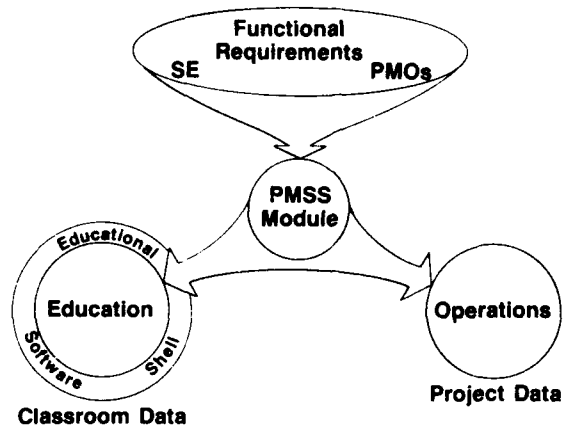 Functional
Requirements
SE PMOs
PMSS
Module
Educational
Education
Software Shell
Operations
Classroom Data
Project Data